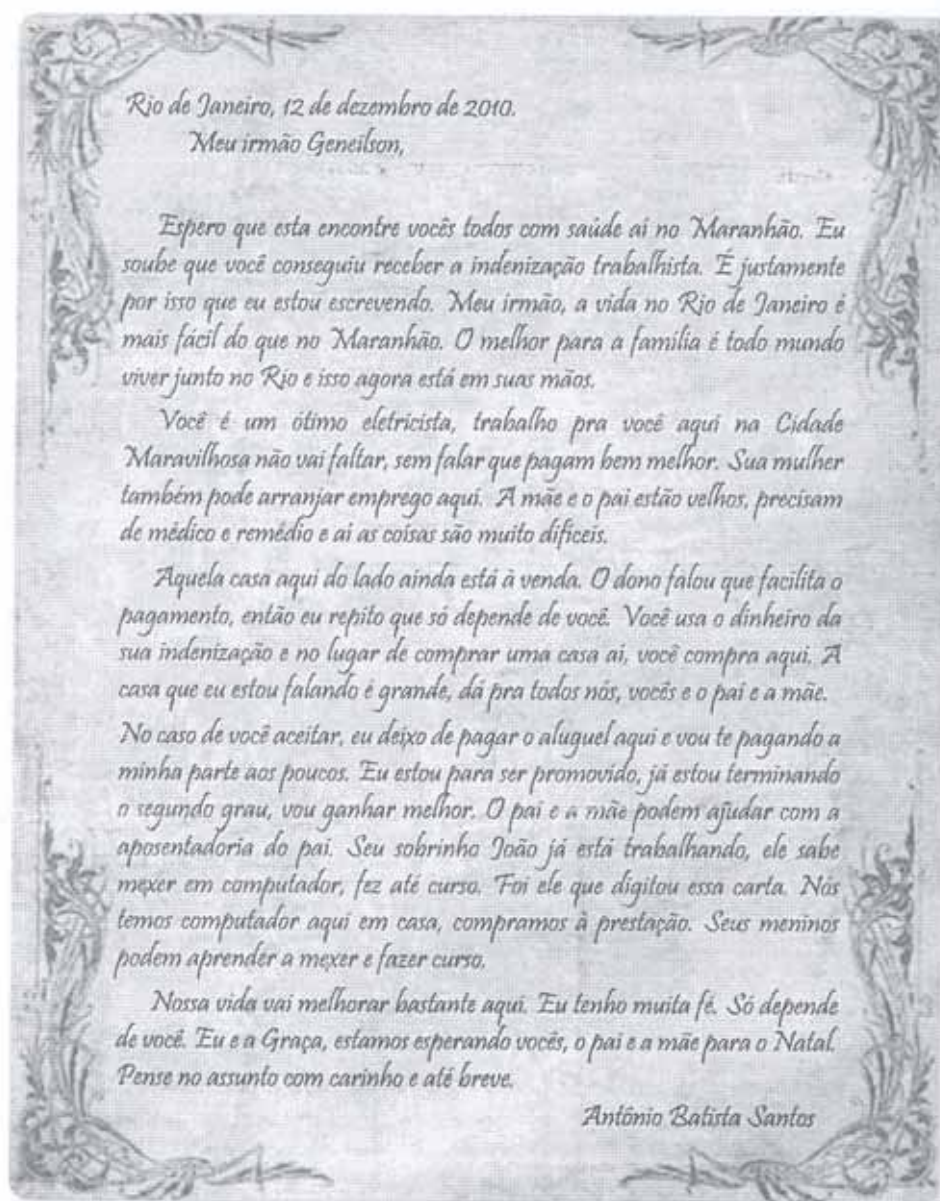 Rio de Janeiro, 12 de dezembro de 2010.
Meu irmão Geneilson,
Espero que esta encontre vocês todos com saúde aí no Maranhão. Eu
soube que você conseguiu receber a indenização trabalhista. É justamente
por isso que eu estou escrevendo. Meu irmão, a vida no Rio de Janeiro é
mais fácil do que no Maranhão. O melhor para a família é todo mundo
viver junto no Rio e isso agora está em suas mãos.
Você é um ótimo eletricista, trabalho pra você aqui na Cidade
Maravilhosa não vai faltar, sem falar que pagam bem melhor. Sua mulher
também pode arranjar emprego aqui. A mãe e o pai estão velhos, precisam
de médico e remédio e aí as coisas são muito difíceis.
Aquela casa aqui do lado ainda está à venda. O dono falou que facilita o
pagamento, então eu repito que só depende de você. Você usa o dinheiro da
sua indenização e no lugar de comprar uma casa aí, você compra aqui. A
casa que eu estou falando é grande, dá pra todos nós, vocês e o pai e a mãe.
No caso de você aceitar, eu deixo de pagar o aluguel aqui e vou te pagando a
minha parte aos poucos. Eu estou para ser promovido, já estou terminando
o segundo grau, vou ganhar melhor. O pai e a mãe podem ajudar com a
aposentadoria do pai. Seu sobrinho João já está trabalhando, ele sabe
mexer em computador, fez até curso. Foi ele que digitou essa carta. Nós
temos computador aqui em casa, compramos à prestação. Seus meninos
podem aprender a mexer e fazer curso.
Nossa vida vai melhorar bastante aqui. Eu tenho muita fé. Só depende
de você. Eu e a Graça, estamos esperando vocês, o pai e a mãe para o Natal.
Pense no assunto com carinho e até breve.
Antônio Batista Santos